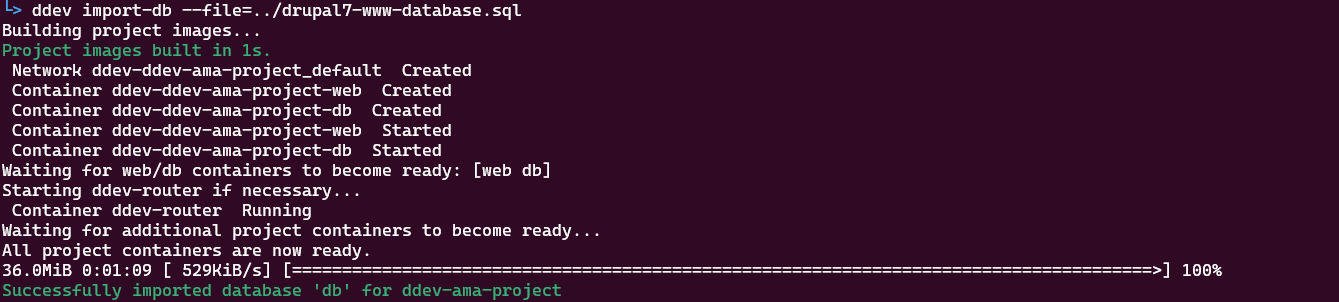 └> ddev import-db --file=../drupal7-www-database.sql
Building project images...
Project images built in 1s.
Network ddev-ddev-ama-project_default  Created
Container ddev-ddev-ama-project-web  Created
Container ddev-ddev-ama-project-db  Created
Container ddev-ddev-ama-project-web  Started
Container ddev-ddev-ama-project-db  Started
Waiting for web/db containers to become ready: [web db]
Starting ddev-router if necessary...
Container ddev-router  Running
Waiting for additional project containers to become ready...
All project containers are now ready.
36.0MiB 0:01:09 [ 529KiB/s] [======================================================================================>] 100%
Successfully imported database 'db' for ddev-ama-project